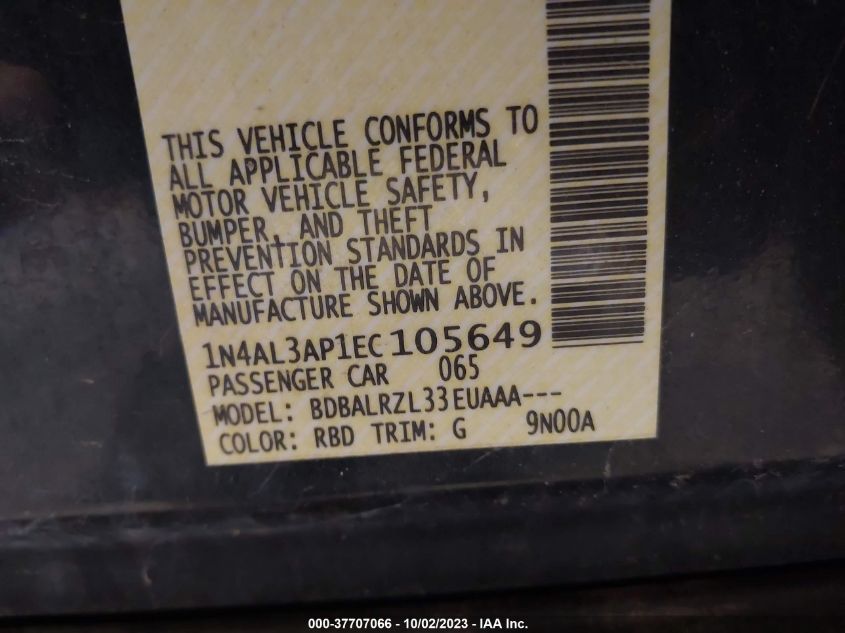 THIS VEHICLE CONFORMS TO
ALL APPLICABLE FEDERAL
MOTOR VEHICLE SAFETY,
BUMPER, AND THEFT
PREVENTION STANDARDS IN
EFFECT ON THE DATE OF
MANUFACTURE SHOWN ABOVE.
1N4AL3AP1EC105649
PASSENGER CAR 065
MODEL: BDBALRZL33EUAAA---
COLOR: RBD TRIM: G 9N00A
000-37707066 - 10/02/2023 - IAA Inc.